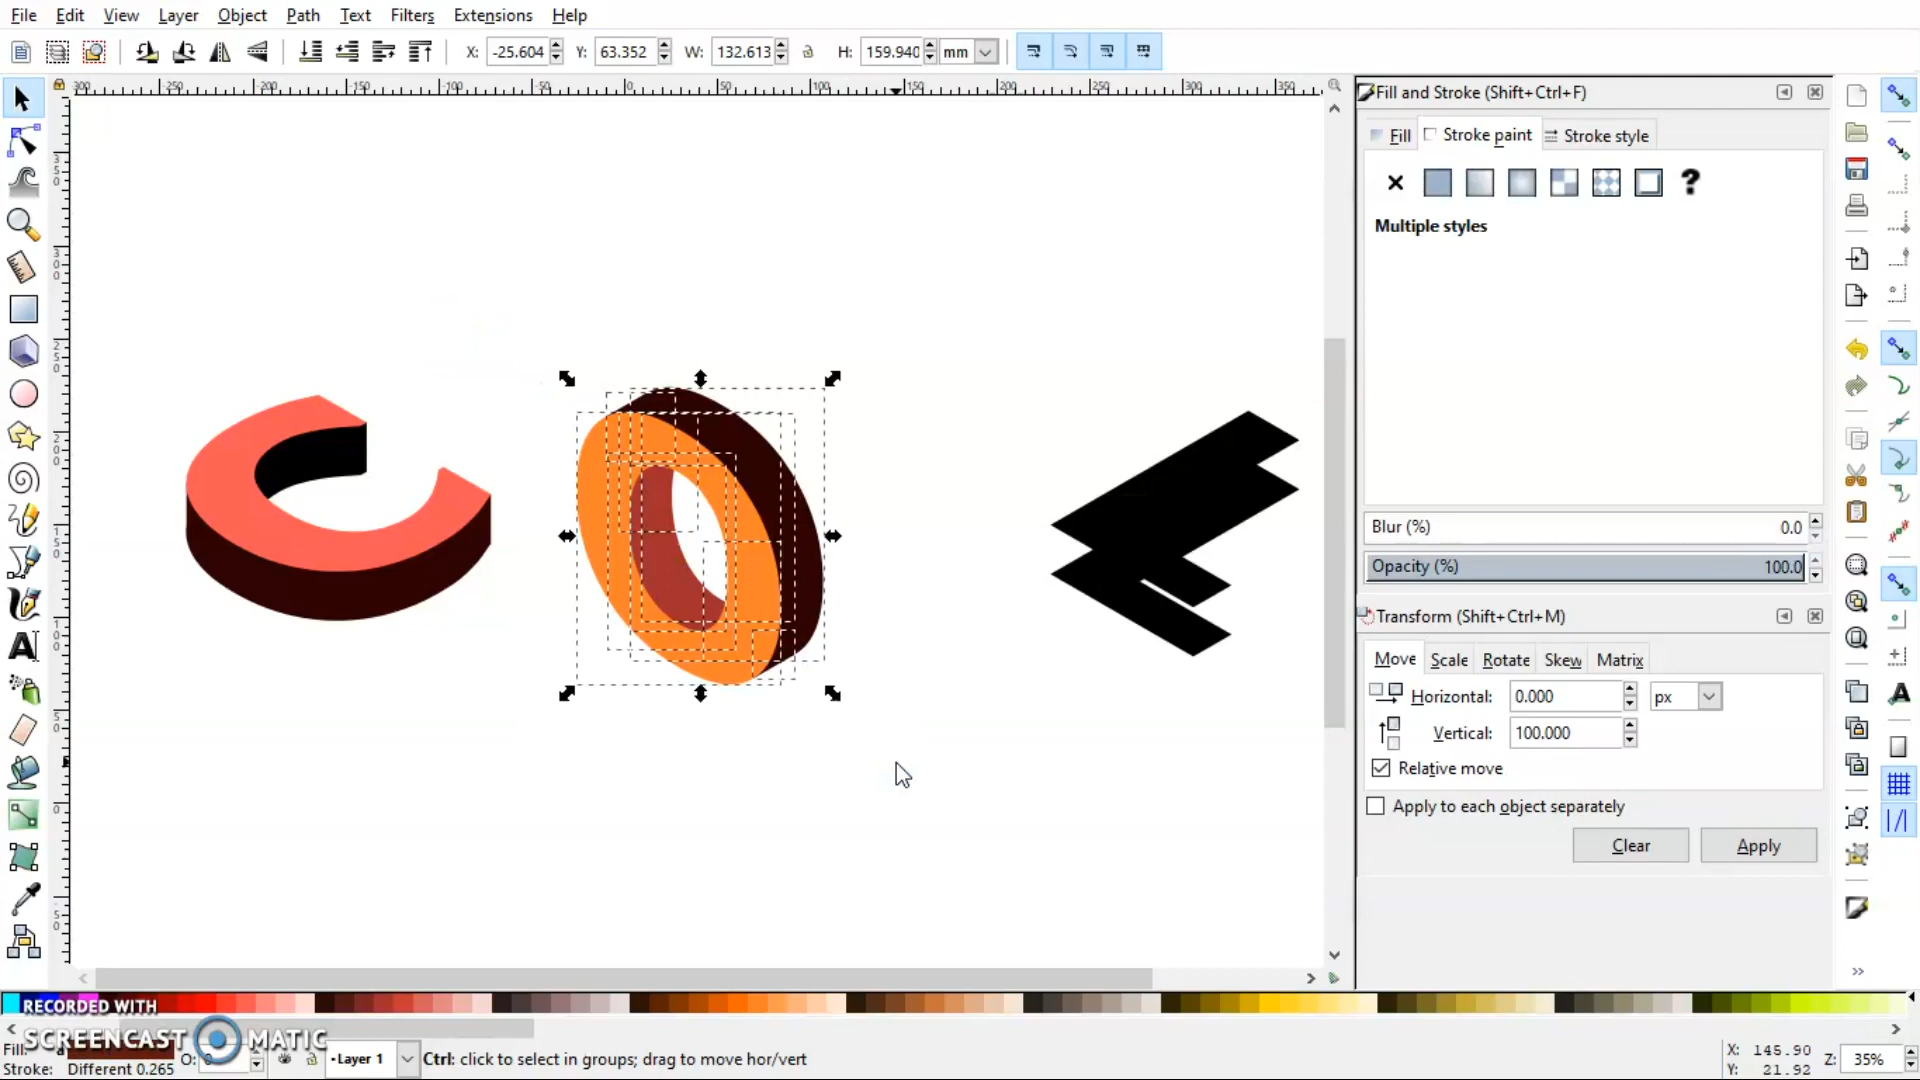 File Edit View Layer Object Path Text Filters Extensions Help
X: -25.604 Y: 63.352 W: 132.613 H: 159.940 mm
Fill and Stroke (Shift+Ctrl+F)
Fill Stroke paint Stroke style
?
Multiple styles
Blur (%) 0.0
Opacity (%) 100.0
Transform (Shift+Ctrl+M)
Move Scale Rotate Skew Matrix
Horizontal: 0.000 px
Vertical: 100.000
Relative move
Apply to each object separately
Clear Apply
RECORDED WITH
SCREENCAST MATIC
Fill: O:
Layer 1
Ctrl: click to select in groups; drag to move hor/vert
Stroke: Different 0.265
X: 145.90
Y: 21.92
Z: 35%